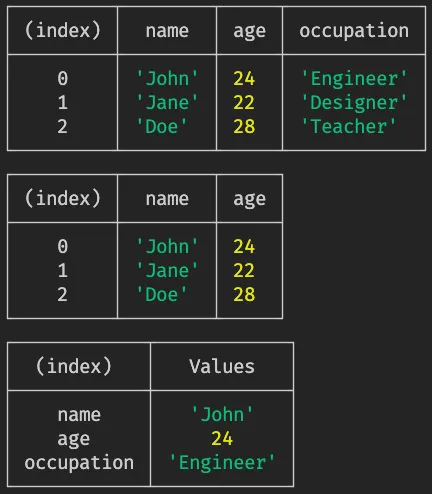 (index) name age occupation
0 'John' 24 'Engineer'
1 'Jane' 22 'Designer'
2 'Doe' 28 'Teacher'
(index) name age
0 'John' 24
1 'Jane' 22
2 'Doe' 28
(index) Values
name 'John'
age 24
occupation 'Engineer'